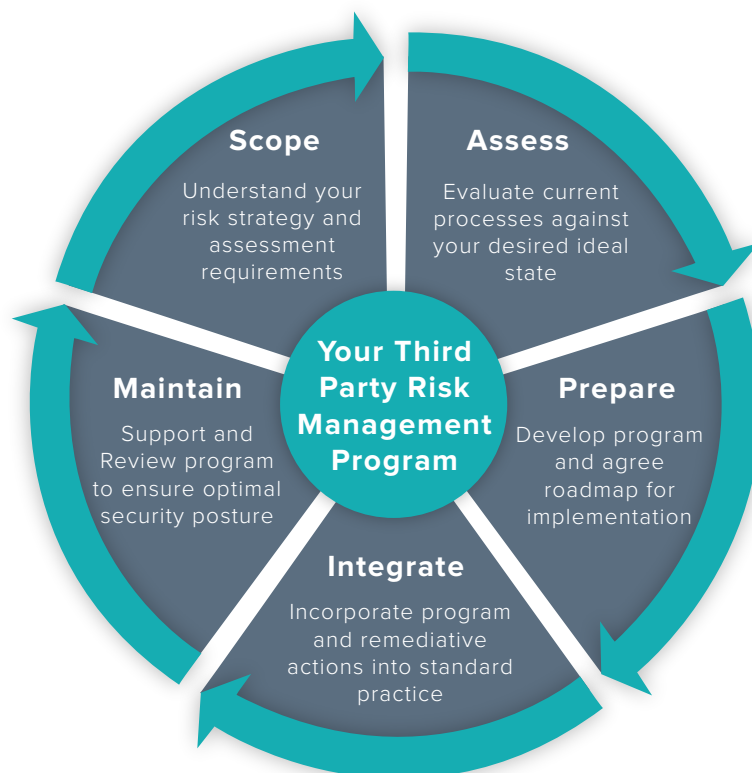 Scope
Understand your
risk strategy and
assessment
requirements
Assess
Evaluate current
processes against
your desired ideal
state
Your Third
Party Risk
Management
Program
Prepare
Develop program
and agree
roadmap for
implementation
Integrate
Incorporate program
and remediative
actions into standard
practice
Maintain
Support and
Review program
to ensure optimal
security posture